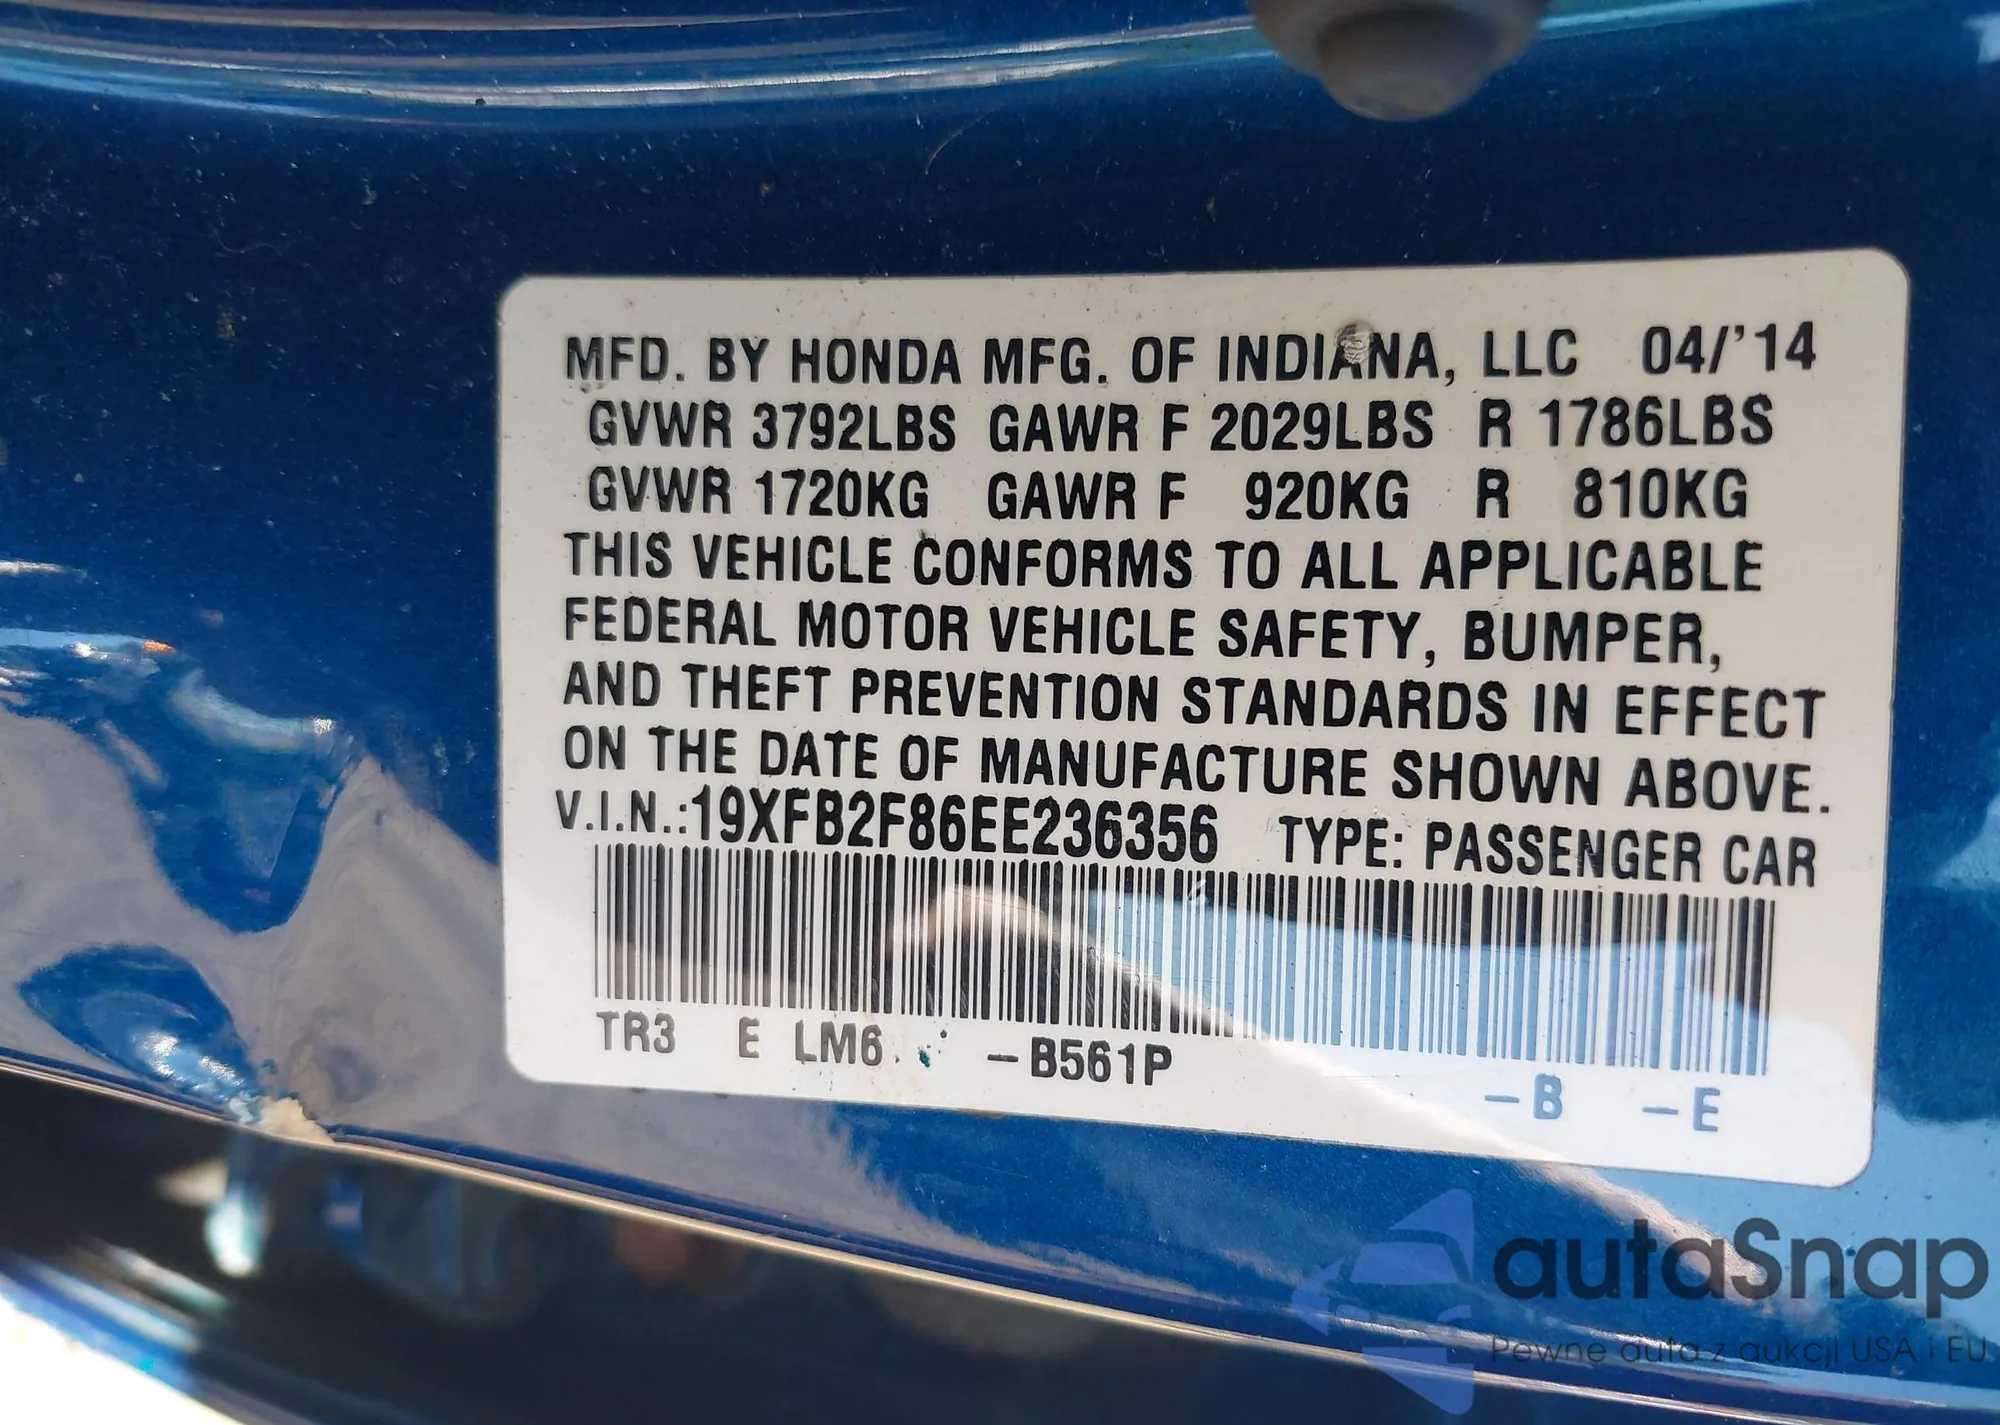 MFD. BY HONDA MFG. OF INDIANA, LLC 04/'14
GVWR 3792LBS GAWR F 2029LBS R 1786LBS
GVWR 1720KG GAWR F 920KG R 810KG
THIS VEHICLE CONFORMS TO ALL APPLICABLE
FEDERAL MOTOR VEHICLE SAFETY, BUMPER,
AND THEFT PREVENTION STANDARDS IN EFFECT
ON THE DATE OF MANUFACTURE SHOWN ABOVE.
V.I.N.:19XFB2F86EE236356 TYPE: PASSENGER CAR
TR3 E LM6 -B561P -B -E
autaSnap
Pewne auta z aukcji USA i EU